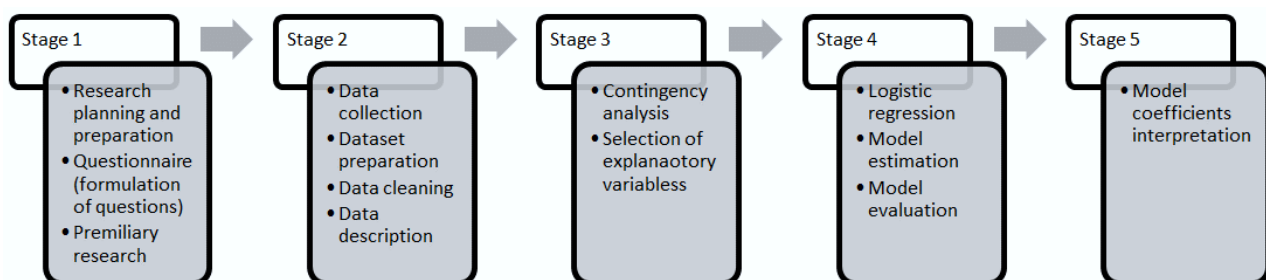 Stage 1
• Research
planning and
preparation
• Questionnaire
(formulation
of questions)
• Premiliary
research
Stage 2
• Data
collection
• Dataset
preparation
• Data cleaning
• Data
description
Stage 3
• Contingency
analysis
• Selection of
explanaotory
variabless
Stage 4
• Logistic
regression
• Model
estimation
• Model
evaluation
Stage 5
• Model
coefficients
interpretation